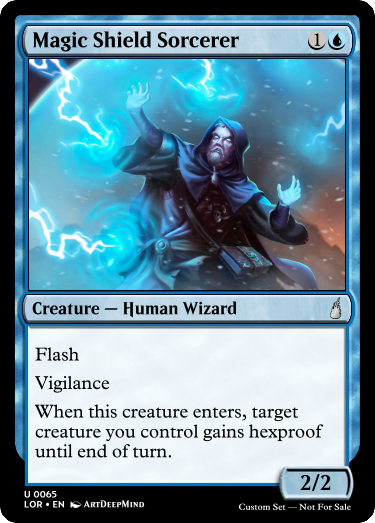 Magic Shield Sorcerer 1
Creature — Human Wizard
Flash
Vigilance
When this creature enters, target
creature you control gains hexproof
until end of turn.
2/2
U 0065
LOR • EN ArtDeepMind
Custom Set — Not For Sale